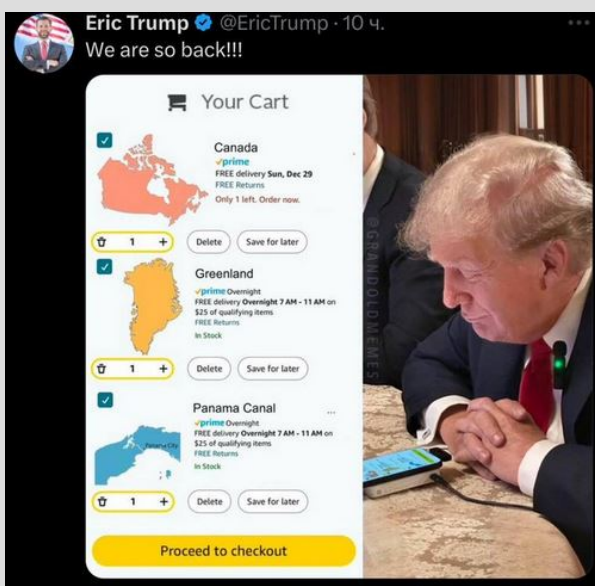 Eric Trump @EricTrump · 10 ч.
We are so back!!!
Your Cart
Canada
prime
FREE delivery Sun, Dec 29
FREE Returns
Only 1 left. Order now.
1 + Delete Save for later
Greenland
prime Overnight
FREE delivery Overnight 7 AM - 11 AM on
$25 of qualifying items
FREE Returns
In Stock
1 + Delete Save for later
Panama Canal
prime Overnight
FREE delivery Overnight 7 AM - 11 AM on
$25 of qualifying items
FREE Returns
In Stock
Panama City
1 + Delete Save for later
Proceed to checkout
@GRANDOLDMEMES